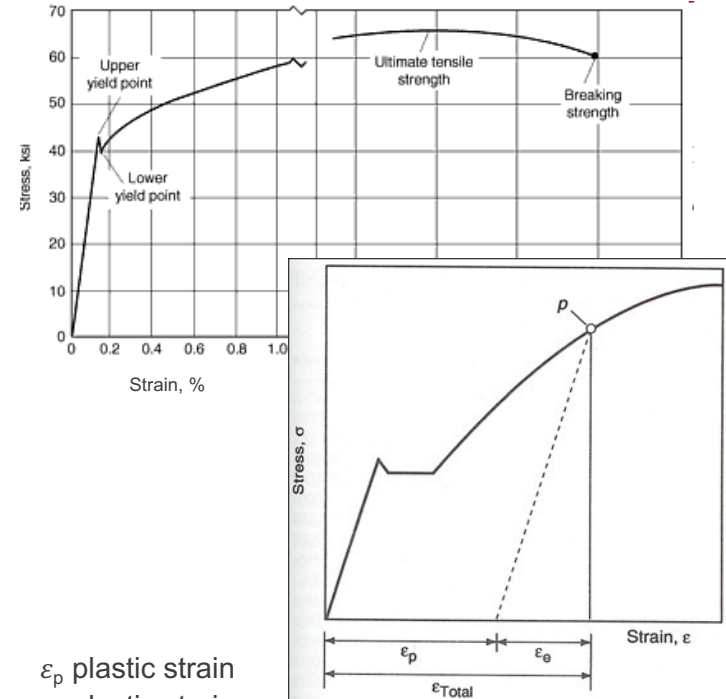 70
60
50
40
30
20
10
0
Stress, ksi
Upper
yield point
Lower
yield point
Ultimate tensile
strength
Breaking
strength
0 0.2 0.4 0.6 0.8 1.0
Strain, %
p
Stress, σ
Strain, ε
εp εe
εTotal
εp plastic strain